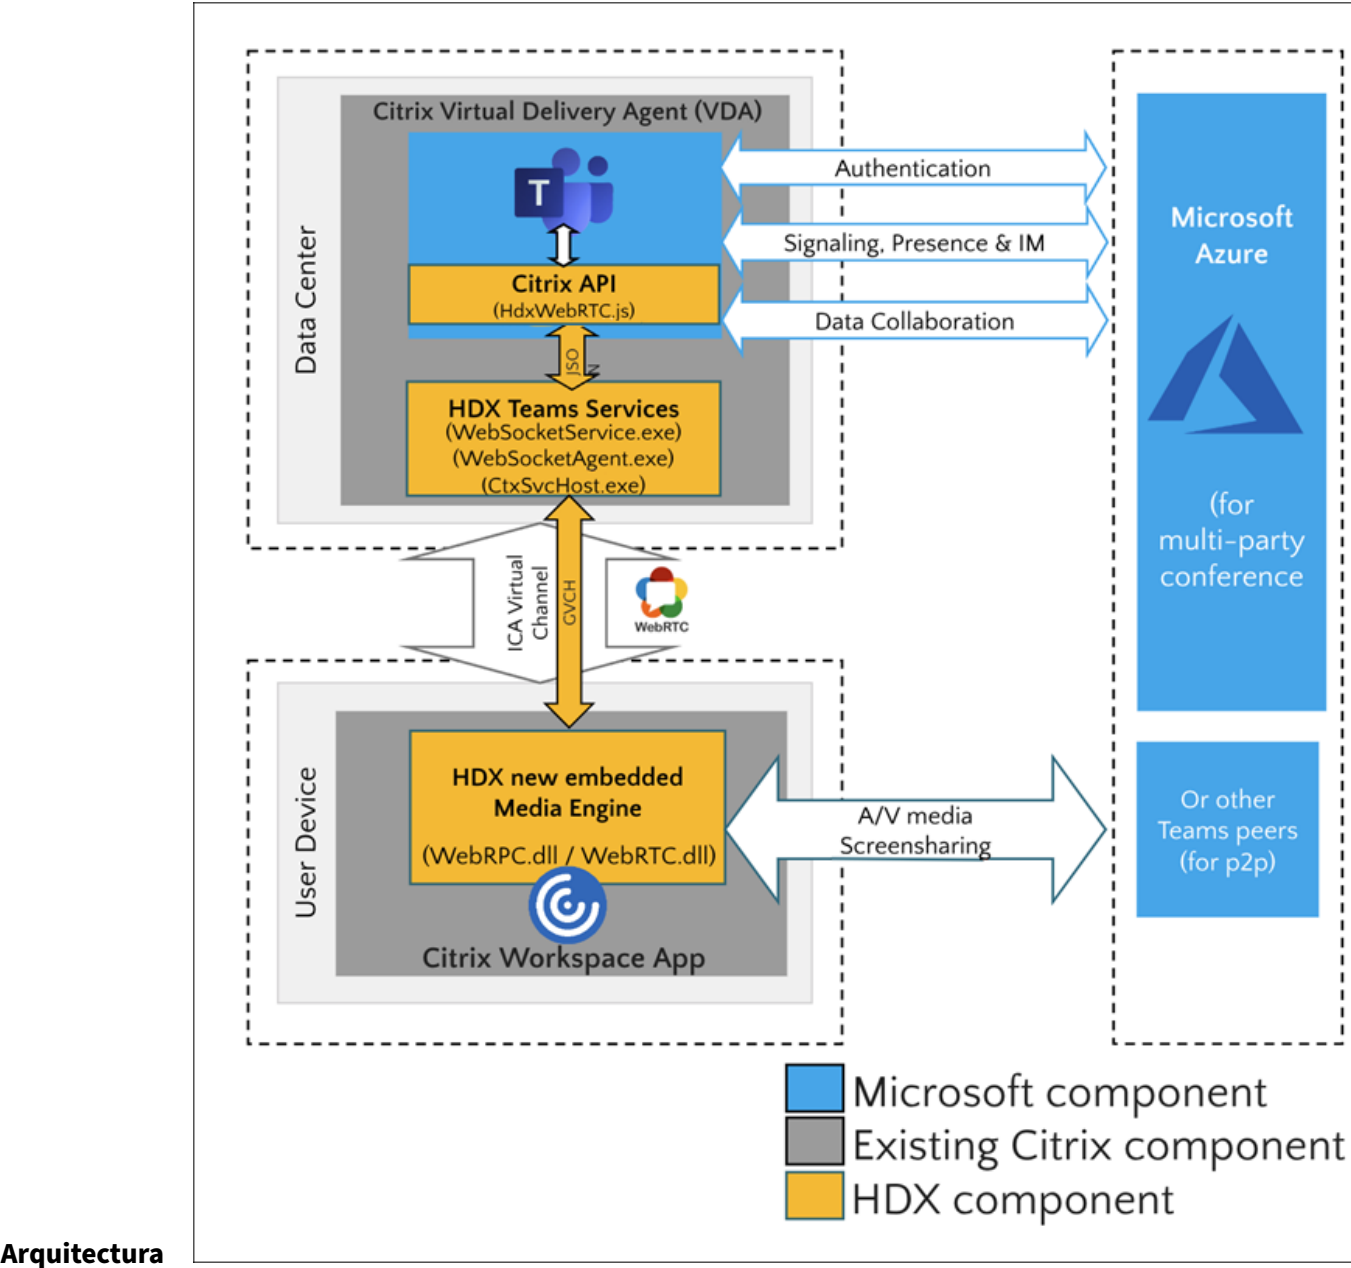 Citrix Virtual Delivery Agent (VDA)
T
Citrix API
(HdxWebRTC.js)
JSO
N
HDX Teams Services
(WebSocketService.exe)
(WebSocketAgent.exe)
(CtxSvcHost.exe)
Data Center
Authentication
Signaling, Presence & IM
Data Collaboration
Microsoft
Azure
(for
multi-party
conference
ICA Virtual
Channel
GVCH
WebRTC
User Device
HDX new embedded
Media Engine
(WebRPC.dll / WebRTC.dll)
Citrix Workspace App
A/V media
Screensharing
Or other
Teams peers
(for p2p)
Microsoft component
Existing Citrix component
HDX component
Arquitectura